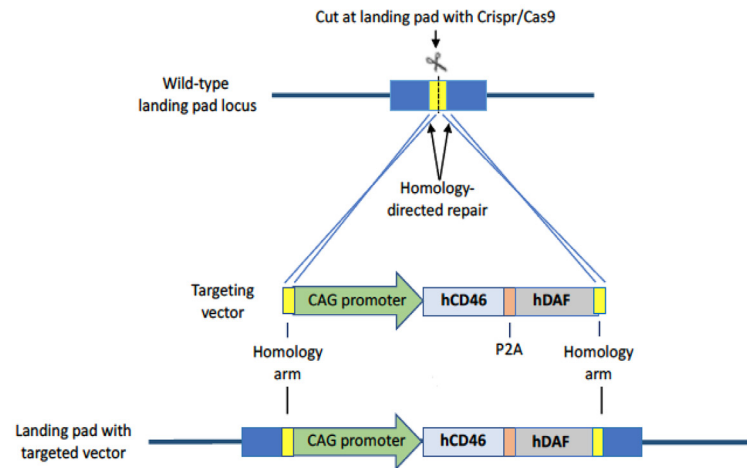 Cut at landing pad with Crispr/Cas9
Wild-type
landing pad locus
Homology-
directed repair
Targeting
vector
CAG promoter
hCD46
hDAF
Homology
arm
P2A
Homology
arm
Landing pad with
targeted vector
CAG promoter
hCD46
hDAF